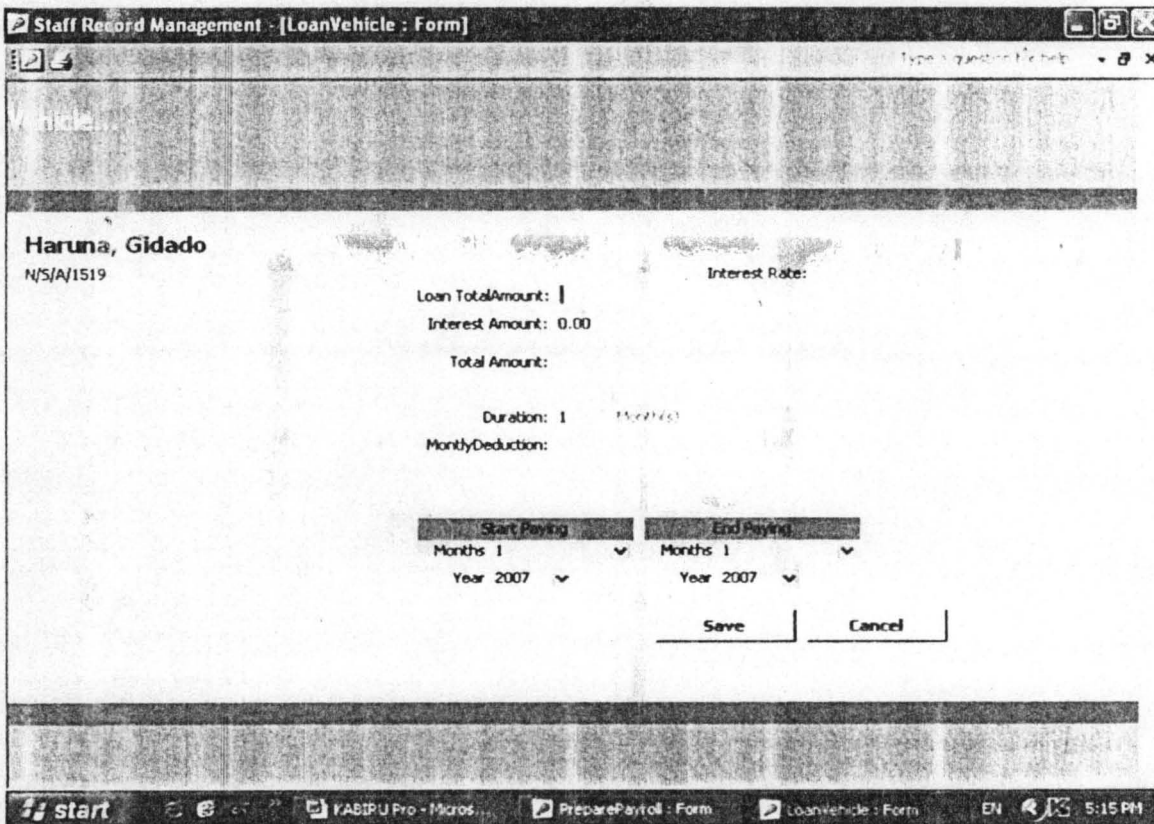 Staff Record Management - [LoanVehicle : Form]
Type a question for help
Vehicle...
Haruna, Gidado
N/S/A/1519
Interest Rate:
Loan TotalAmount:
Interest Amount: 0.00
Total Amount:
Duration: 1 Month(s)
MontlyDeduction:
Start Paying End Paying
Months 1 Months 1
Year 2007 Year 2007
Save Cancel
start KABIRU Pro - Micros... PreparePayroll : Form LoanVehicle : Form EN 5:15 PM